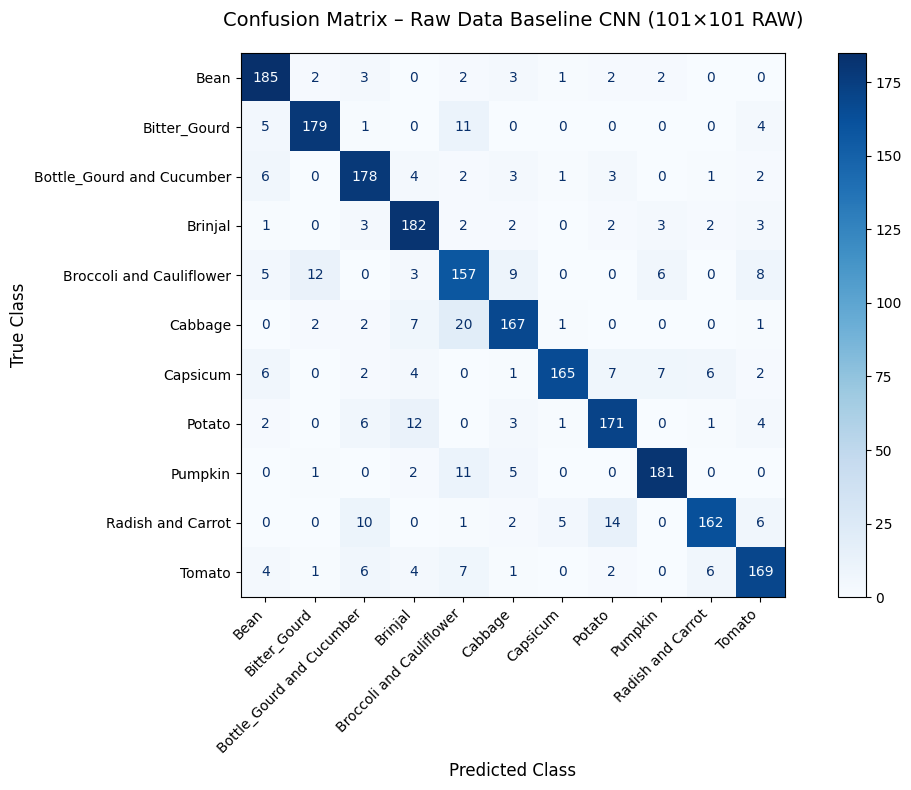 Confusion Matrix – Raw Data Baseline CNN (101×101 RAW)
True Class
Bean 185 2 3 0 2 3 1 2 2 0 0
Bitter_Gourd 5 179 1 0 11 0 0 0 0 0 4
Bottle_Gourd and Cucumber 6 0 178 4 2 3 1 3 0 1 2
Brinjal 1 0 3 182 2 2 0 2 3 2 3
Broccoli and Cauliflower 5 12 0 3 157 9 0 0 6 0 8
Cabbage 0 2 2 7 20 167 1 0 0 0 1
Capsicum 6 0 2 4 0 1 165 7 7 6 2
Potato 2 0 6 12 0 3 1 171 0 1 4
Pumpkin 0 1 0 2 11 5 0 0 181 0 0
Radish and Carrot 0 0 10 0 1 2 5 14 0 162 6
Tomato 4 1 6 4 7 1 0 2 0 6 169
Bean
Bitter_Gourd
Bottle_Gourd and Cucumber
Brinjal
Broccoli and Cauliflower
Cabbage
Capsicum
Potato
Pumpkin
Radish and Carrot
Tomato
Predicted Class
175
150
125
100
75
50
25
0